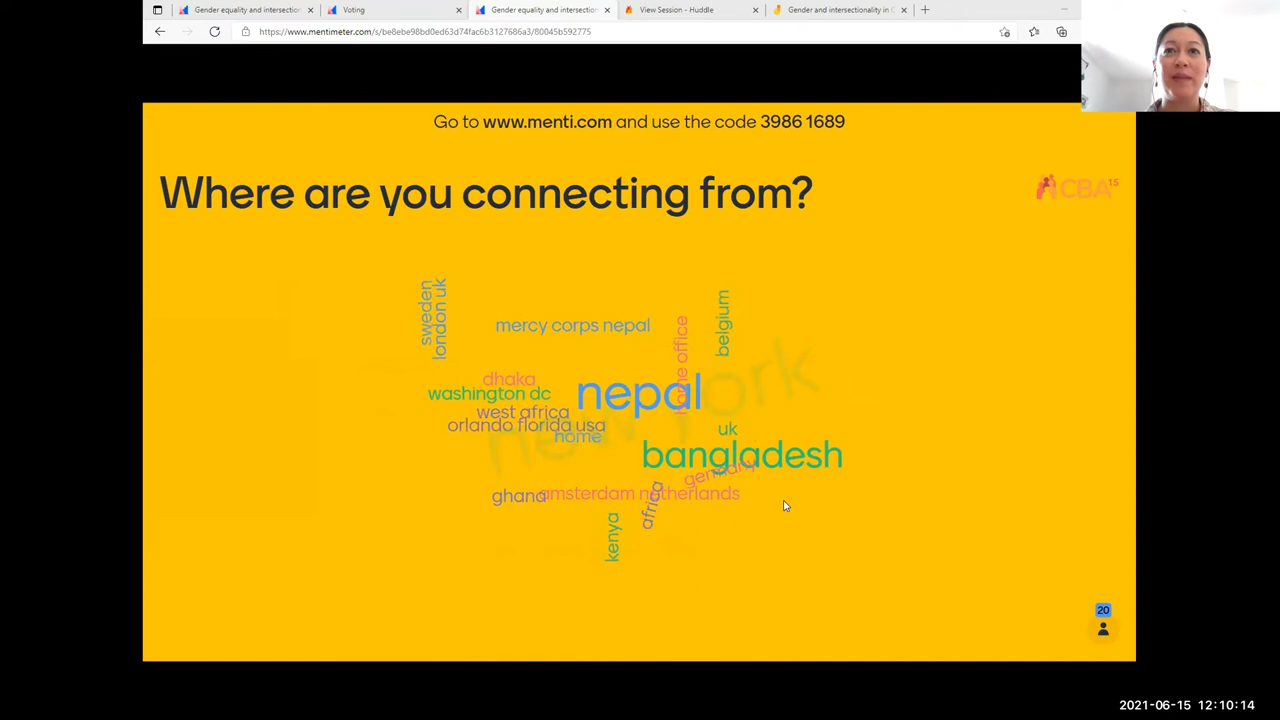 Gender equality and intersection
Voting
Gender equality and intersection
View Session - Huddle
Gender and intersectionality in C
https://www.mentimeter.com/s/be8ebe98bd0ed63d74fac6b3127686a3/80045b592775
Go to www.menti.com and use the code 3986 1689
Where are you connecting from?
CBA15
sweden
london uk
mercy corps nepal
home office
belgium
dhaka
washington dc
nepal
new york
west africa
orlando florida usa
home
uk
bangladesh
germany
ghana
amsterdam netherlands
africa
kenya
20
2021-06-15 12:10:14